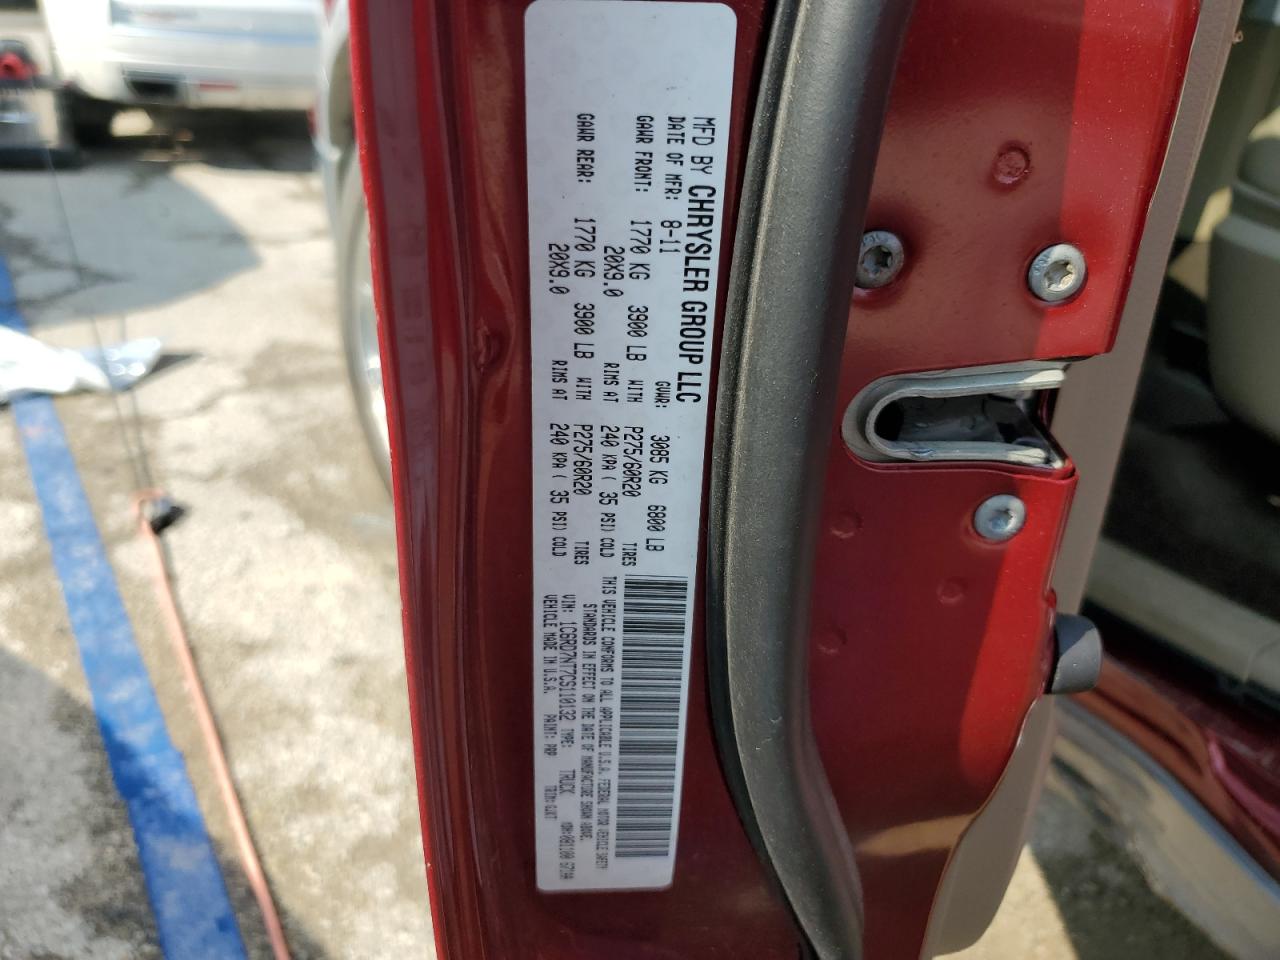 MFD BY CHRYSLER GROUP LLC
DATE OF MFR: 8-11 GVWR: 3085 KG 6800 LB
GAWR FRONT: 1770 KG 3900 LB WITH P275/60R20 TIRES
20X9.0 RIMS AT 240 KPA ( 35 PSI) COLD
GAWR REAR: 1770 KG 3900 LB WITH P275/60R20 TIRES
20X9.0 RIMS AT 240 KPA ( 35 PSI) COLD
THIS VEHICLE CONFORMS TO ALL APPLICABLE U.S.A. FEDERAL MOTOR VEHICLE SAFETY
STANDARDS IN EFFECT ON THE DATE OF MANUFACTURE SHOWN ABOVE.
VIN: 1C6RD7NT7CS110132 TYPE: TRUCK
VEHICLE MADE IN U.S.A. PAINT: PRP